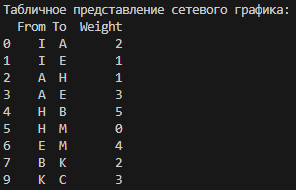 Табличное представление сетевого графика:
From To Weight
0 I A 2
1 I E 1
2 A H 1
3 A E 3
4 H B 5
5 H M 0
6 E M 4
7 B K 2
9 K C 3